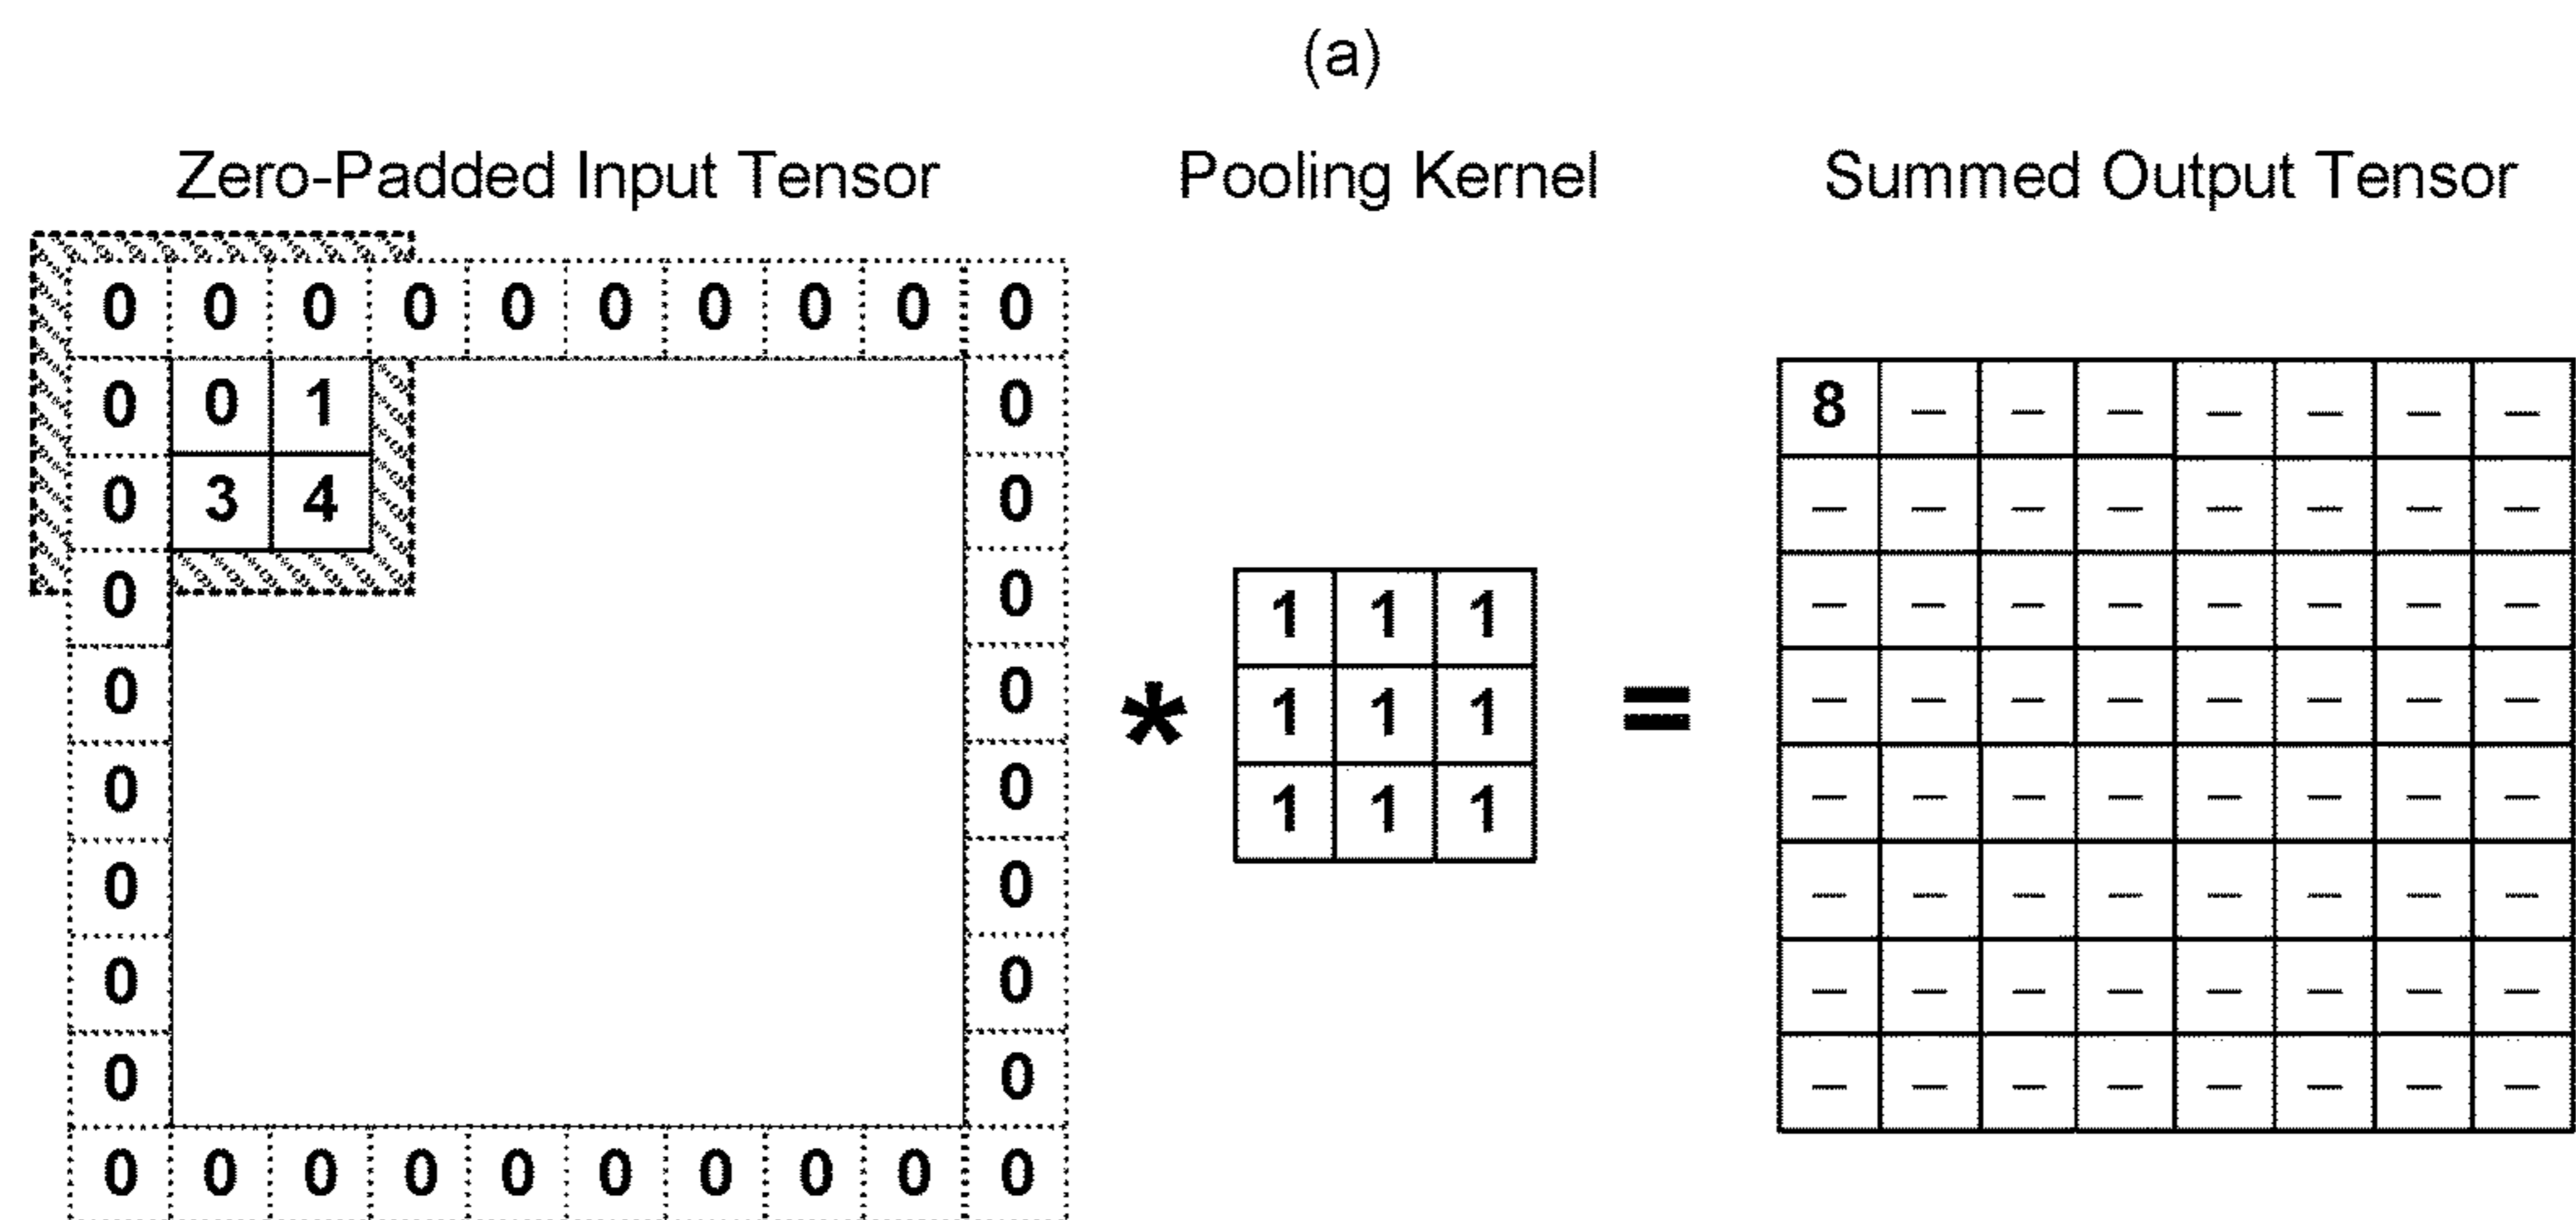 (a)
Zero-Padded Input Tensor Pooling Kernel Summed Output Tensor
0 0 0 0 0 0 0 0 0 0
0 0 1 0 8 — — — — — — —
0 3 4 0 — — — — — — — —
0 0 1 1 1 — — — — — — — —
0 0 * 1 1 1 = — — — — — — — —
0 0 1 1 1 — — — — — — — —
0 0 — — — — — — — —
0 0 — — — — — — — —
0 0 — — — — — — — —
0 0 0 0 0 0 0 0 0 0